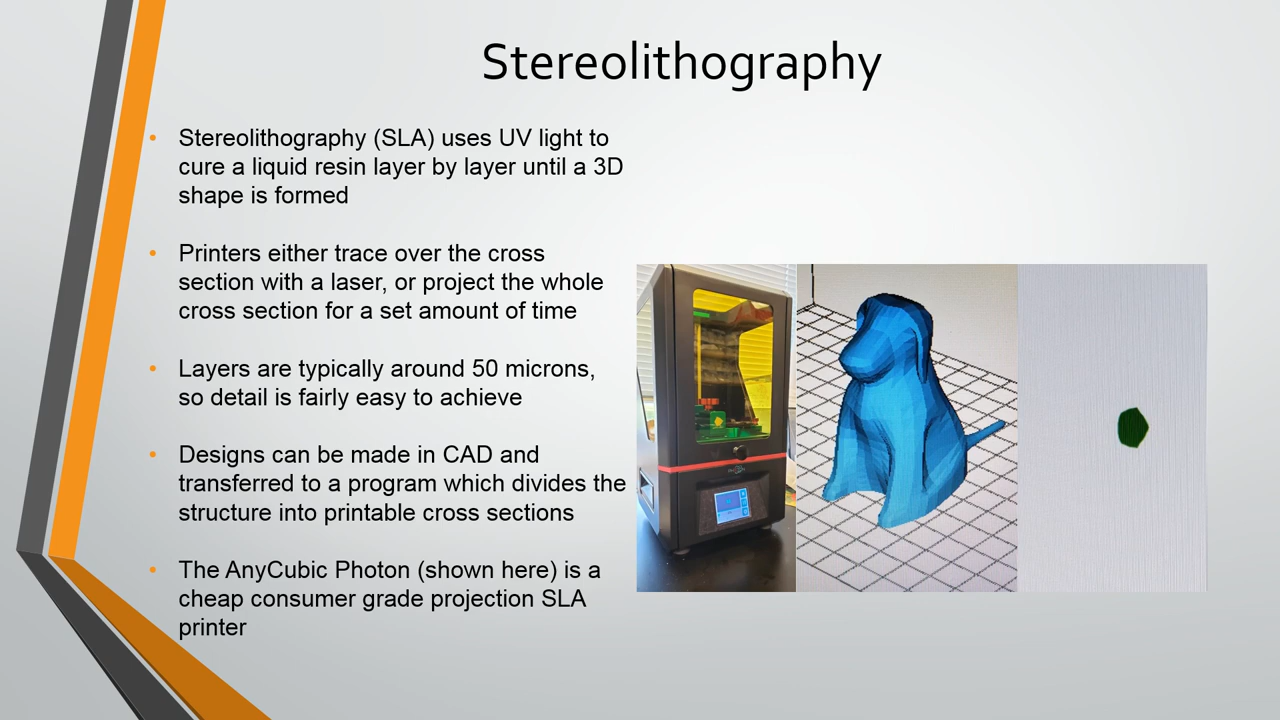 Stereolithography
Stereolithography (SLA) uses UV light to
cure a liquid resin layer by layer until a 3D
shape is formed
Printers either trace over the cross
section with a laser, or project the whole
cross section for a set amount of time
Layers are typically around 50 microns,
so detail is fairly easy to achieve
Designs can be made in CAD and
transferred to a program which divides the
structure into printable cross sections
The AnyCubic Photon (shown here) is a
cheap consumer grade projection SLA
printer